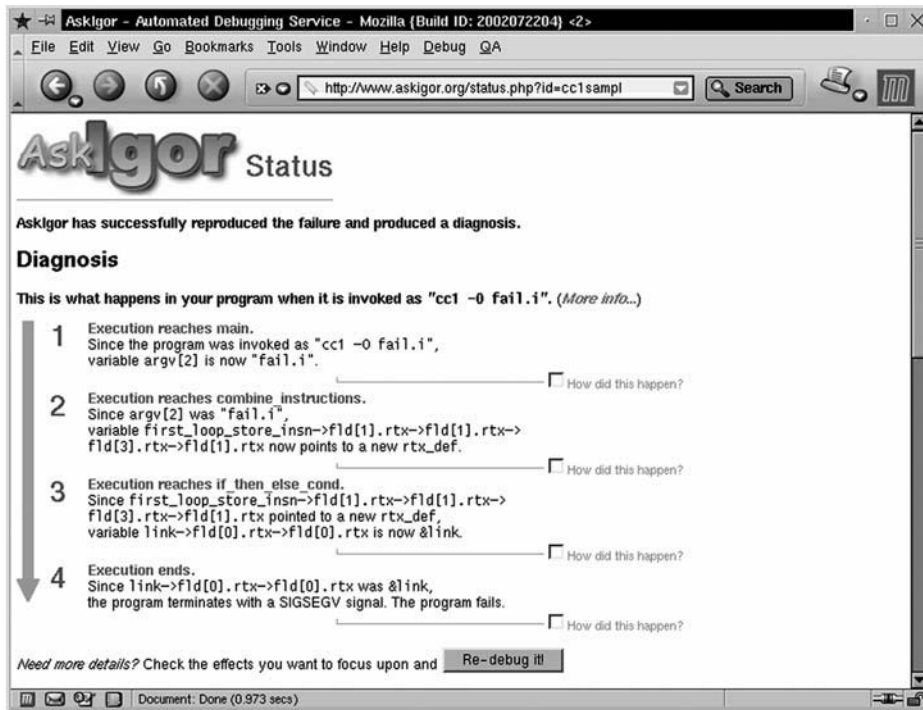 AskIgor - Automated Debugging Service - Mozilla {Build ID: 2002072204} <2>
File Edit View Go Bookmarks Tools Window Help Debug QA
http://www.askigor.org/status.php?id=cc1sampl Search
AskIgor Status
AskIgor has successfully reproduced the failure and produced a diagnosis.
Diagnosis
This is what happens in your program when it is invoked as "cc1 -O fail.i". (More info...)
1 Execution reaches main.
Since the program was invoked as "cc1 -O fail.i",
variable argv[2] is now "fail.i".
How did this happen?
2 Execution reaches combine_instructions.
Since argv[2] was "fail.i",
variable first_loop_store_insn->fld[1].rtx->fld[1].rtx->
fld[3].rtx->fld[1].rtx now points to a new rtx_def.
How did this happen?
3 Execution reaches if_then_else_cond.
Since first_loop_store_insn->fld[1].rtx->fld[1].rtx->
fld[3].rtx->fld[1].rtx pointed to a new rtx_def,
variable link->fld[0].rtx->fld[0].rtx is now &link.
How did this happen?
4 Execution ends.
Since link->fld[0].rtx->fld[0].rtx was &link,
the program terminates with a SIGSEGV signal. The program fails.
How did this happen?
Need more details? Check the effects you want to focus upon and Re-debug it!
Document: Done (0.973 secs)